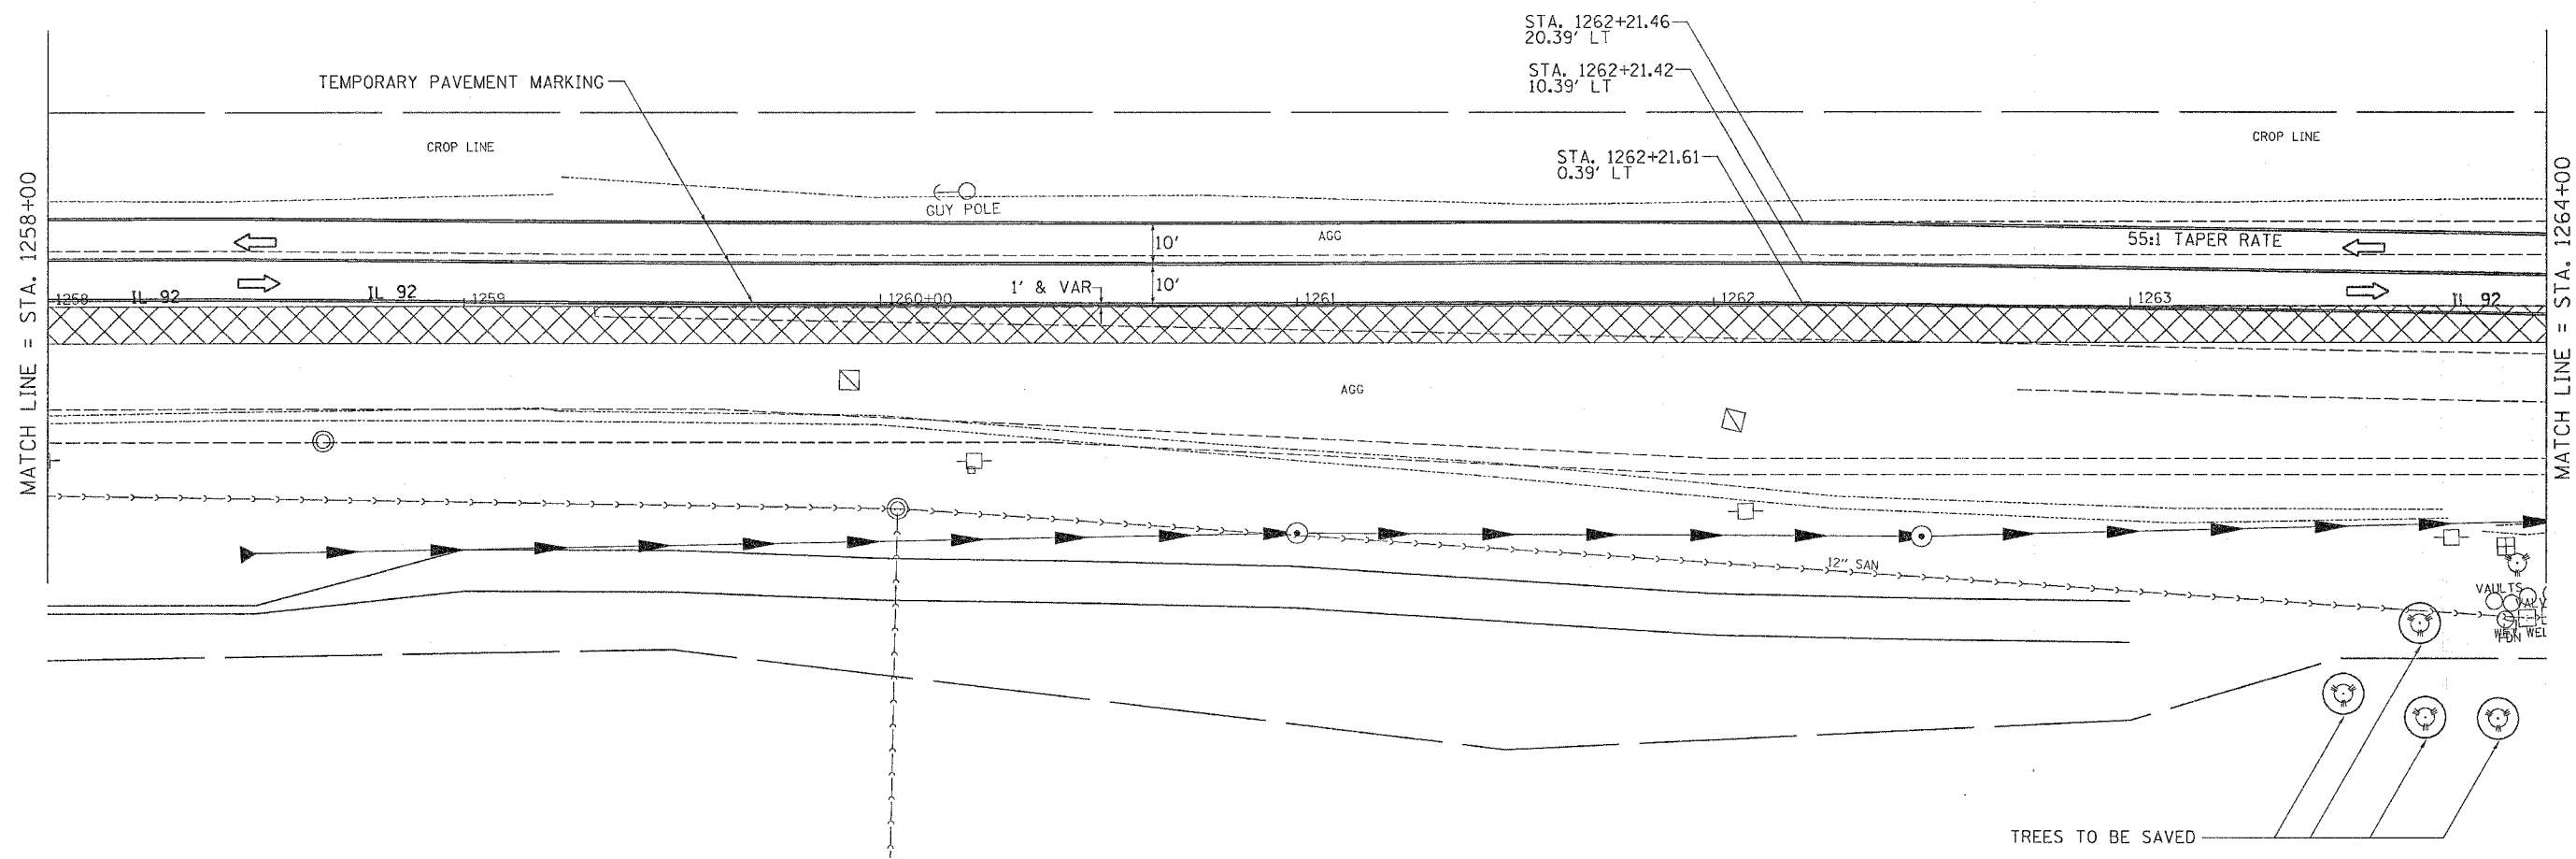 STA. 1262+21.46
20.39' LT
TEMPORARY PAVEMENT MARKING
STA. 1262+21.42
10.39' LT
CROP LINE
CROP LINE
STA. 1262+21.61
0.39' LT
MATCH LINE = STA. 1258+00
MATCH LINE = STA. 1264+00
GUY POLE
AGG
10'
55:1 TAPER RATE
1' & VAR
10'
1258
IL 92
IL 92
1259
1260+00
1261
1262
1263
IL 92
AGG
12" SAN
VAULTS
TREES TO BE SAVED